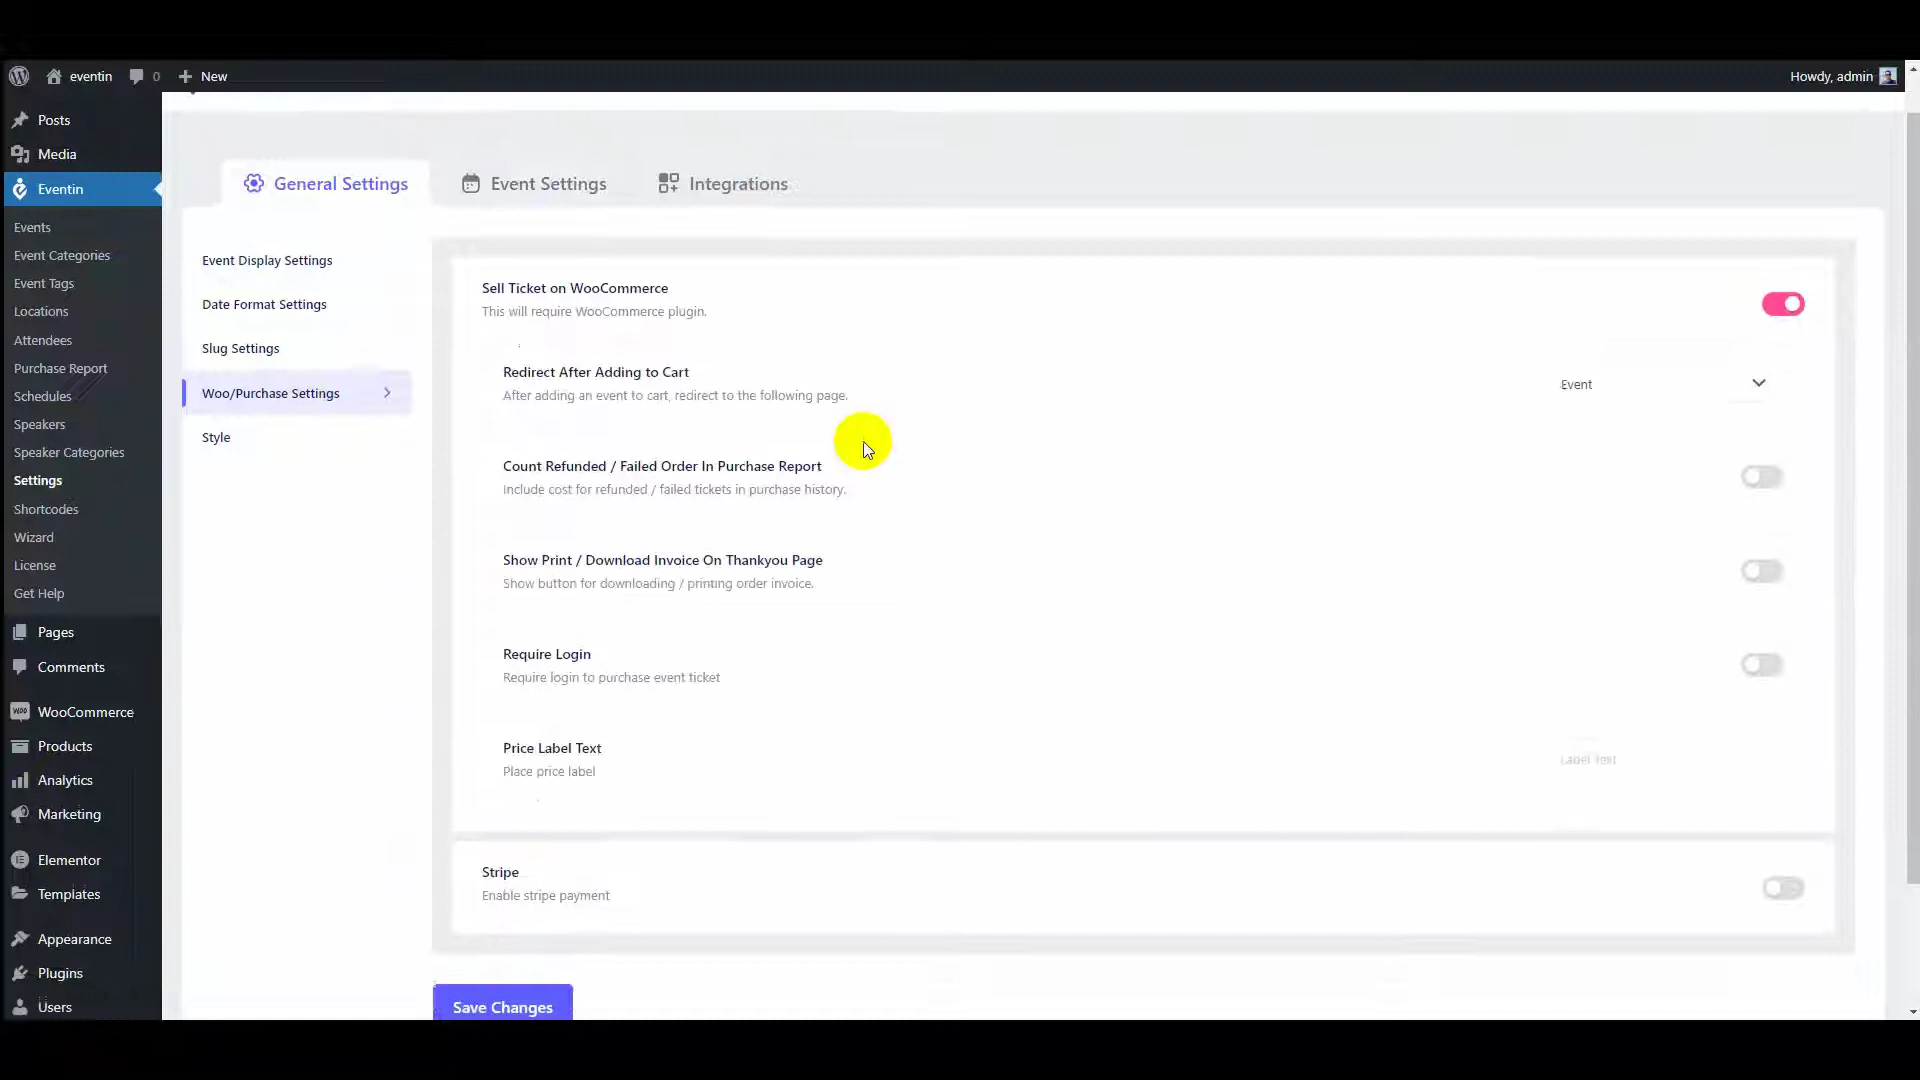 eventin 0 New Howdy, admin
Posts
Media
Eventin
Events
Event Categories
Event Tags
Locations
Attendees
Purchase Report
Schedules
Speakers
Speaker Categories
Settings
Shortcodes
Wizard
License
Get Help
Pages
Comments
WOO WooCommerce
Products
Analytics
Marketing
Elementor
Templates
Appearance
Plugins
Users
General Settings Event Settings Integrations
Event Display Settings
Date Format Settings
Slug Settings
Woo/Purchase Settings
Style
Sell Ticket on WooCommerce
This will require WooCommerce plugin.
Redirect After Adding to Cart
After adding an event to cart, redirect to the following page.
Event
Count Refunded / Failed Order In Purchase Report
Include cost for refunded / failed tickets in purchase history.
Show Print / Download Invoice On Thankyou Page
Show button for downloading / printing order invoice.
Require Login
Require login to purchase event ticket
Price Label Text
Place price label
Label Text
Stripe
Enable stripe payment
Save Changes